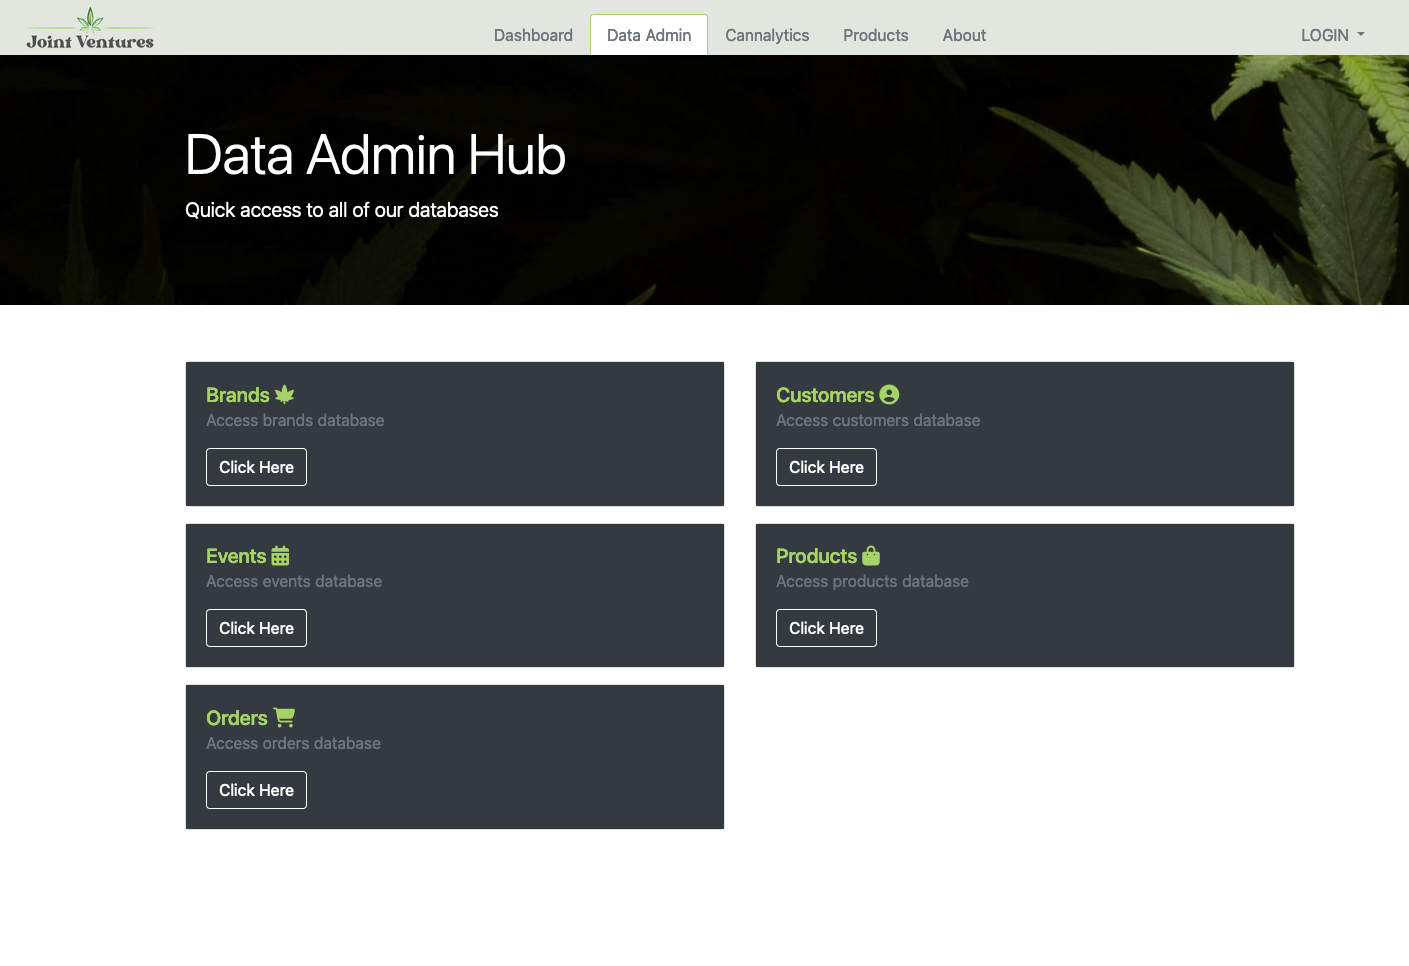 Joint Ventures
Dashboard
Data Admin
Cannalytics
Products
About
LOGIN
Data Admin Hub
Quick access to all of our databases
Brands
Access brands database
Click Here
Customers
Access customers database
Click Here
Events
Access events database
Click Here
Products
Access products database
Click Here
Orders
Access orders database
Click Here